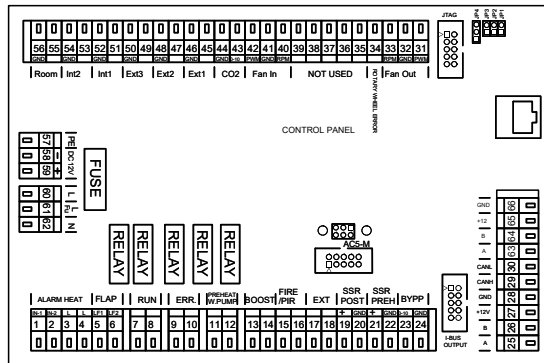 JTAG
JP4
JP3
JP2
JP1
56 55 54 53 52 51 50 49 48 47 46 45 44 43 42 41 40 39 38 37 36 35 34 33 32 31
GND GND GND GND GND GND GND 0-10 PWM GND RPM RPM GND PWM
Room Int2 Int1 Ext3 Ext2 Ext1 CO2 Fan In NOT USED ROTARY WHEEL ERROR Fan Out
CONTROL PANEL
57 PE
58 - DC 12V
59 +
FUSE
60 L
61 Fu L
62 N
RELAY RELAY RELAY RELAY RELAY
AC5-M
GND 66
+12 65
B 64
A 63
CANL 30
CANH 29
GND 28
+12V 27
B 26
A 25
I-BUS
OUTPUT
ALARM HEAT FLAP RUN ERR. PREHEAT
W.PUMP BOOST FIRE
/PIR EXT SSR
POST SSR
PREH BYPP
IN-1 IN-2 L L LF1 LF2 + GND + GND 0-10 GND
1 2 3 4 5 6 7 8 9 10 11 12 13 14 15 16 17 18 19 20 21 22 23 24